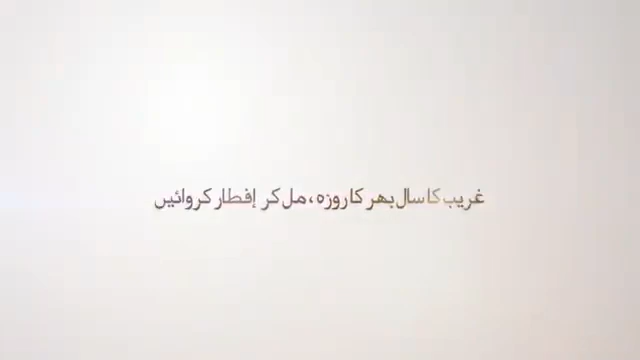 غریب کا سال بھر کا روزہ، مل کر إفطار کروائیں